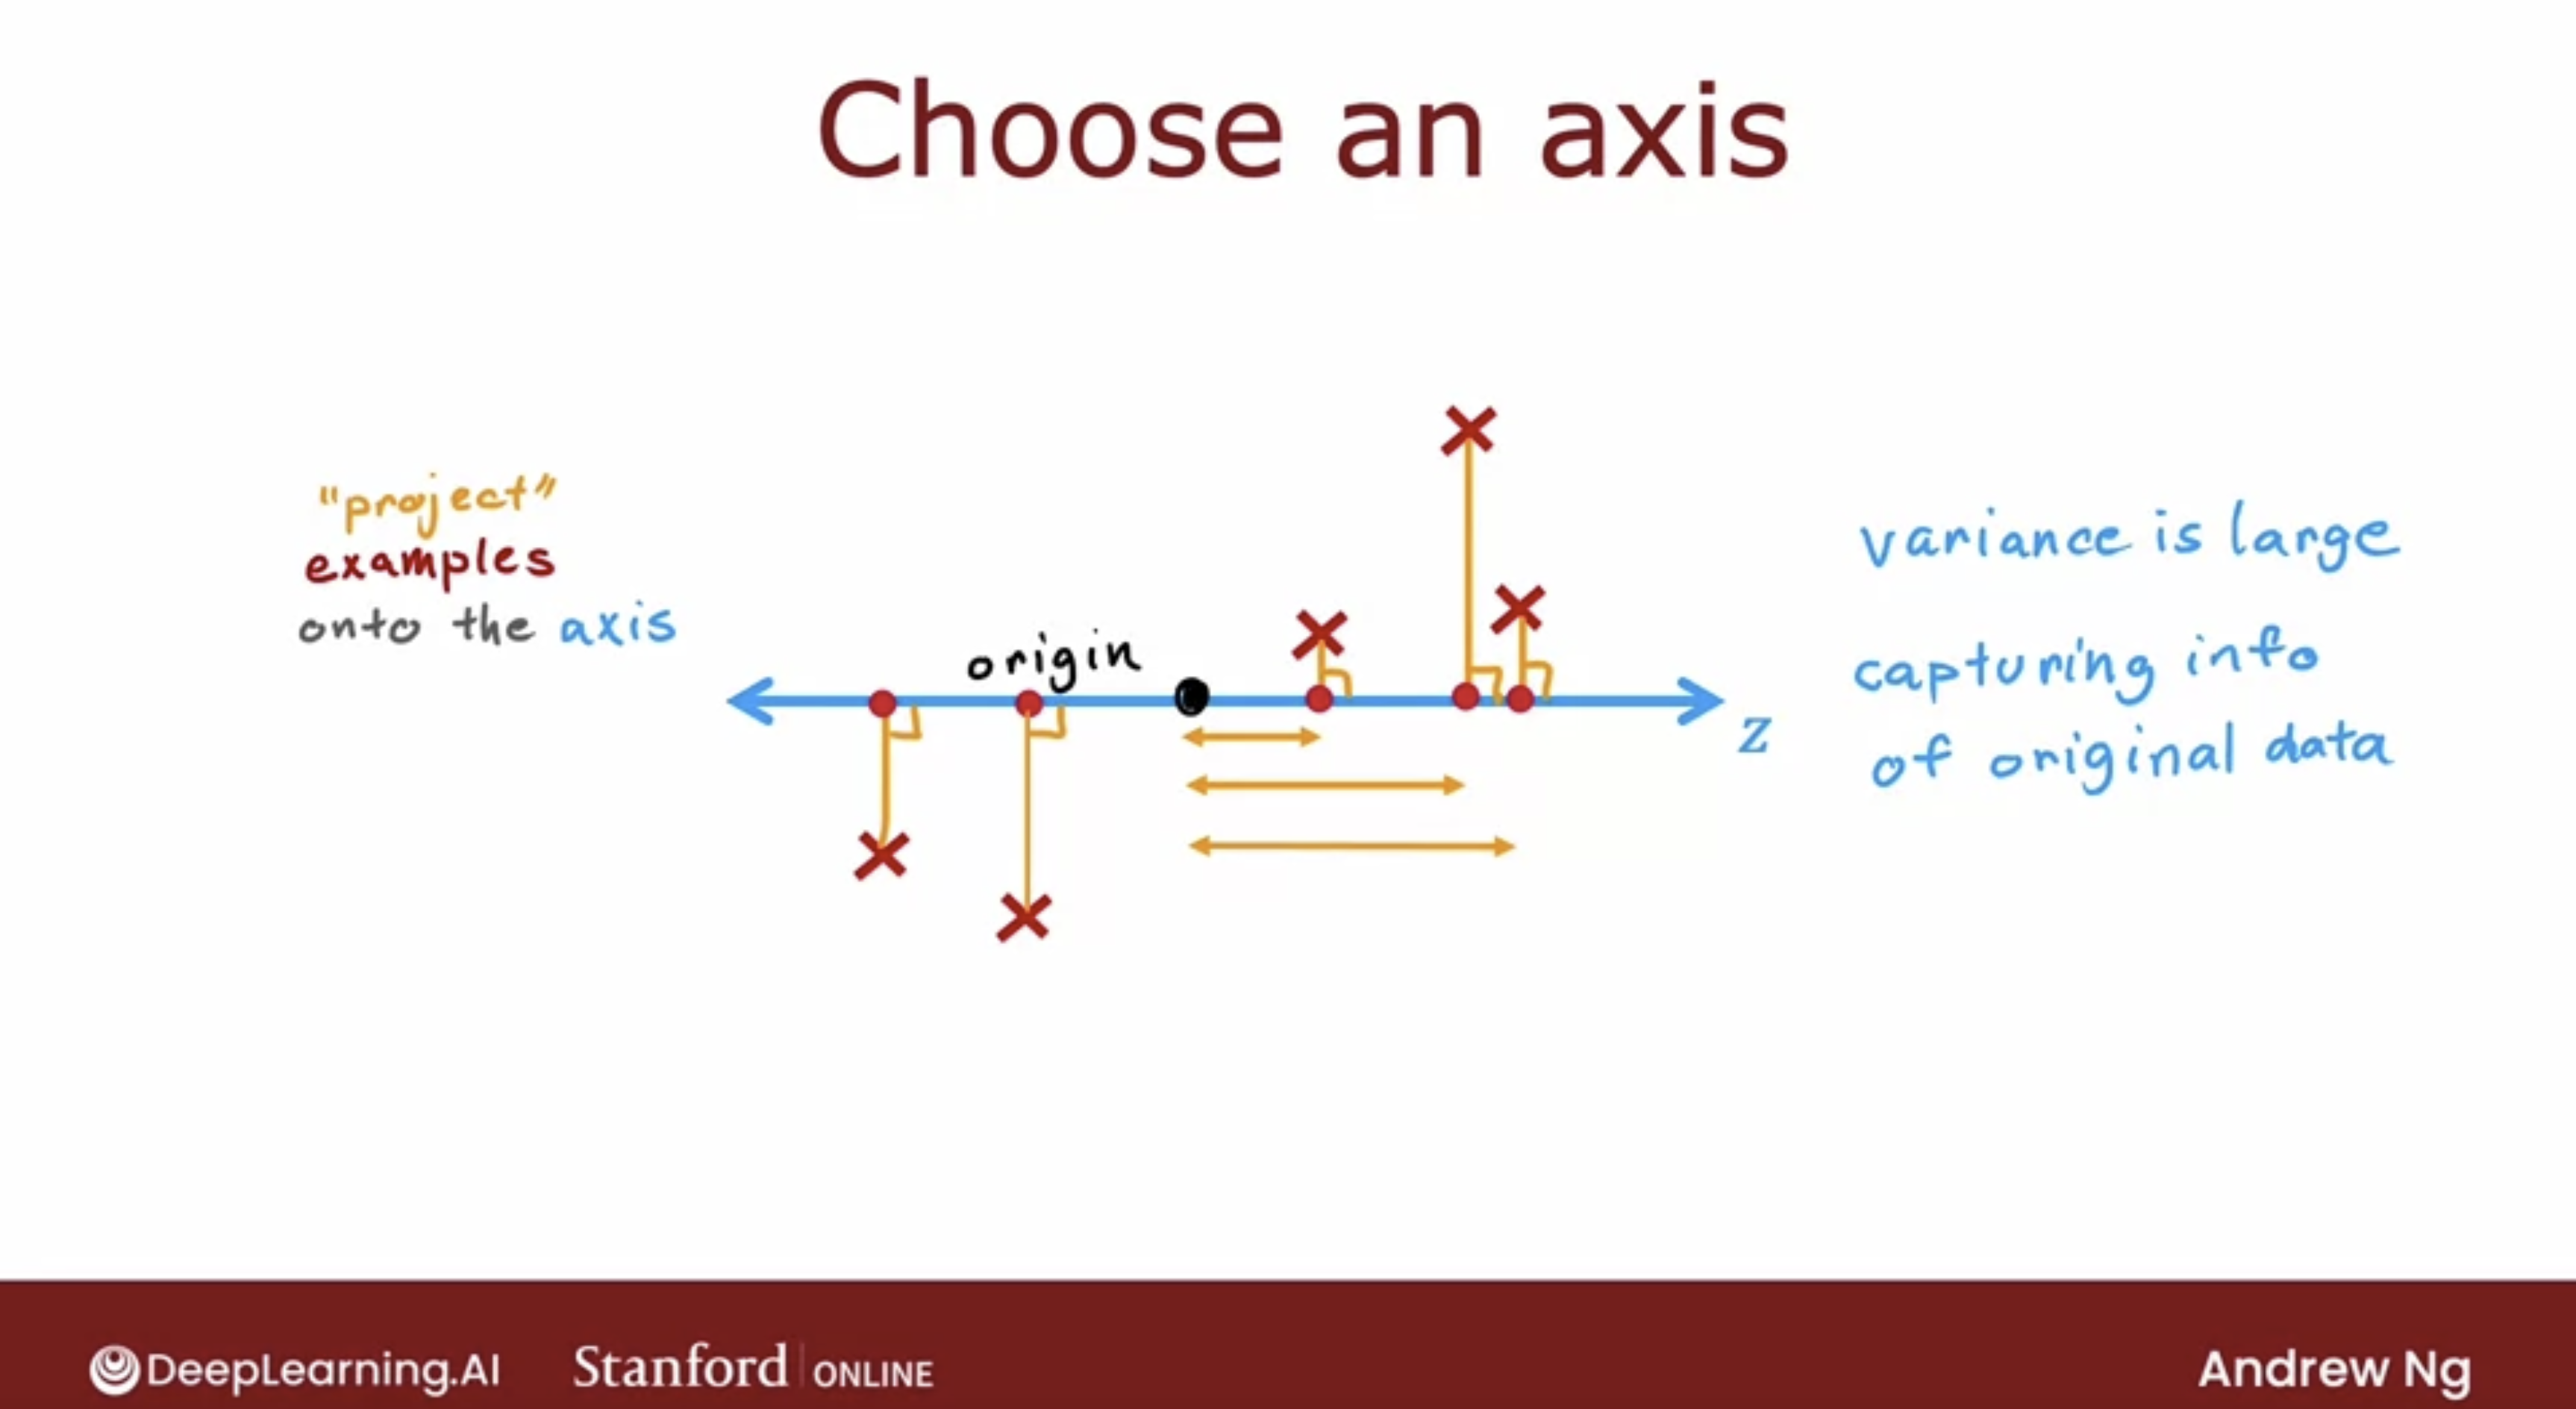 Choose an axis
"project"
examples
onto the axis
origin
z
variance is large
capturing info
of original data
DeepLearning.AI
Stanford | ONLINE
Andrew Ng